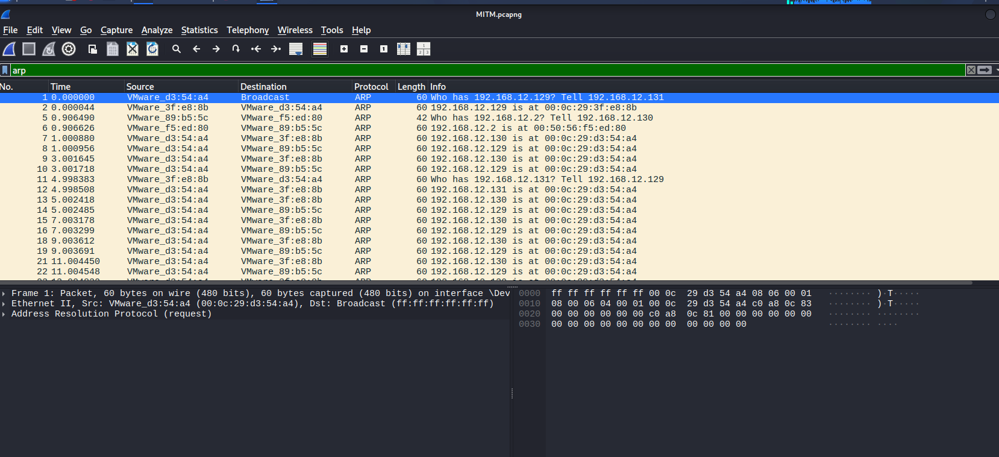 MITM.pcapng
File Edit View Go Capture Analyze Statistics Telephony Wireless Tools Help
arp
No. Time Source Destination Protocol Length Info
1 0.000000 VMware_d3:54:a4 Broadcast ARP 60 Who has 192.168.12.129? Tell 192.168.12.131
2 0.000044 VMware_3f:e8:8b VMware_d3:54:a4 ARP 60 192.168.12.129 is at 00:0c:29:3f:e8:8b
5 0.906490 VMware_89:b5:5c VMware_f5:ed:80 ARP 42 Who has 192.168.12.2? Tell 192.168.12.130
6 0.906626 VMware_f5:ed:80 VMware_89:b5:5c ARP 60 192.168.12.2 is at 00:50:56:f5:ed:80
7 1.000880 VMware_d3:54:a4 VMware_3f:e8:8b ARP 60 192.168.12.130 is at 00:0c:29:d3:54:a4
8 1.000956 VMware_d3:54:a4 VMware_89:b5:5c ARP 60 192.168.12.129 is at 00:0c:29:d3:54:a4
9 3.001645 VMware_d3:54:a4 VMware_3f:e8:8b ARP 60 192.168.12.130 is at 00:0c:29:d3:54:a4
10 3.001718 VMware_d3:54:a4 VMware_89:b5:5c ARP 60 192.168.12.129 is at 00:0c:29:d3:54:a4
11 4.998383 VMware_3f:e8:8b VMware_d3:54:a4 ARP 60 Who has 192.168.12.131? Tell 192.168.12.129
12 4.998508 VMware_d3:54:a4 VMware_3f:e8:8b ARP 60 192.168.12.131 is at 00:0c:29:d3:54:a4
13 5.002418 VMware_d3:54:a4 VMware_3f:e8:8b ARP 60 192.168.12.130 is at 00:0c:29:d3:54:a4
14 5.002485 VMware_d3:54:a4 VMware_89:b5:5c ARP 60 192.168.12.129 is at 00:0c:29:d3:54:a4
15 7.003178 VMware_d3:54:a4 VMware_3f:e8:8b ARP 60 192.168.12.130 is at 00:0c:29:d3:54:a4
16 7.003299 VMware_d3:54:a4 VMware_89:b5:5c ARP 60 192.168.12.129 is at 00:0c:29:d3:54:a4
18 9.003612 VMware_d3:54:a4 VMware_3f:e8:8b ARP 60 192.168.12.130 is at 00:0c:29:d3:54:a4
19 9.003691 VMware_d3:54:a4 VMware_89:b5:5c ARP 60 192.168.12.129 is at 00:0c:29:d3:54:a4
21 11.004450 VMware_d3:54:a4 VMware_3f:e8:8b ARP 60 192.168.12.130 is at 00:0c:29:d3:54:a4
22 11.004548 VMware_d3:54:a4 VMware_89:b5:5c ARP 60 192.168.12.129 is at 00:0c:29:d3:54:a4
Frame 1: Packet, 60 bytes on wire (480 bits), 60 bytes captured (480 bits) on interface \Dev
Ethernet II, Src: VMware_d3:54:a4 (00:0c:29:d3:54:a4), Dst: Broadcast (ff:ff:ff:ff:ff:ff)
Address Resolution Protocol (request)
0000 ff ff ff ff ff ff 00 0c 29 d3 54 a4 08 06 00 01 ········ )·T·····
0010 08 00 06 04 00 01 00 0c 29 d3 54 a4 c0 a8 0c 83 ········ )·T·····
0020 00 00 00 00 00 00 c0 a8 0c 81 00 00 00 00 00 00 ········ ········
0030 00 00 00 00 00 00 00 00 00 00 00 00 ········ ····